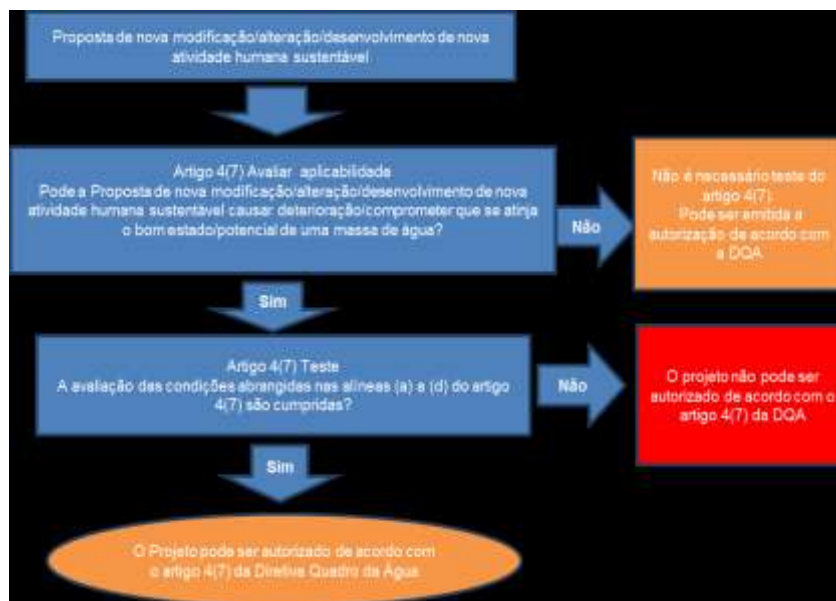 Proposta de nova modificação/alteração/desenvolvimento de nova
atividade humana sustentável
Artigo 4(7) Avaliar aplicabilidade
Pode a Proposta de nova modificação/alteração/desenvolvimento de nova
atividade humana sustentável causar deterioração/comprometer que se atinja
o bom estado/potencial de uma massa de água?
Não
Não é necessário teste do
artigo 4(7).
Pode ser emitida a
autorização de acordo com
a DQA
Sim
Artigo 4(7) Teste
A avaliação das condições abrangidas nas alíneas (a) a (d) do artigo
4(7) são cumpridas?
Não
O projeto não pode ser
autorizado de acordo com o
artigo 4(7) da DQA
Sim
O Projeto pode ser autorizado de acordo com
o artigo 4(7) da Diretiva Quadro da Água